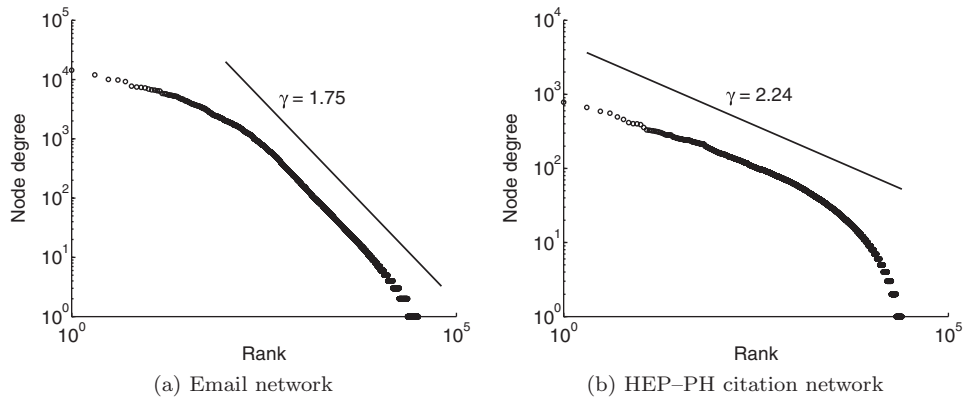 10^5
10^4
10^3
10^2
10^1
10^0
Node degree
γ = 1.75
10^0
10^5
Rank
(a) Email network
10^4
10^3
10^2
10^1
10^0
Node degree
γ = 2.24
10^0
10^5
Rank
(b) HEP–PH citation network